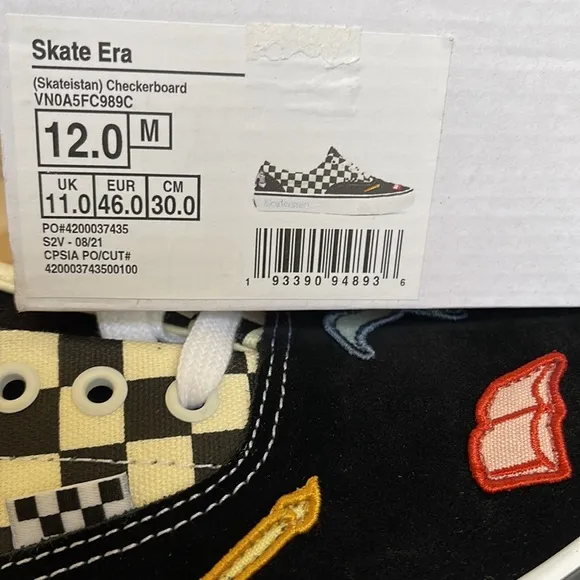 Skate Era
(Skateistan) Checkerboard
VN0A5FC989C
12.0 M
UK EUR CM
11.0 46.0 30.0
PO#4200037435
S2V - 08/21
CPSIA PO/CUT#
420003743500100
1 93390 94893 6